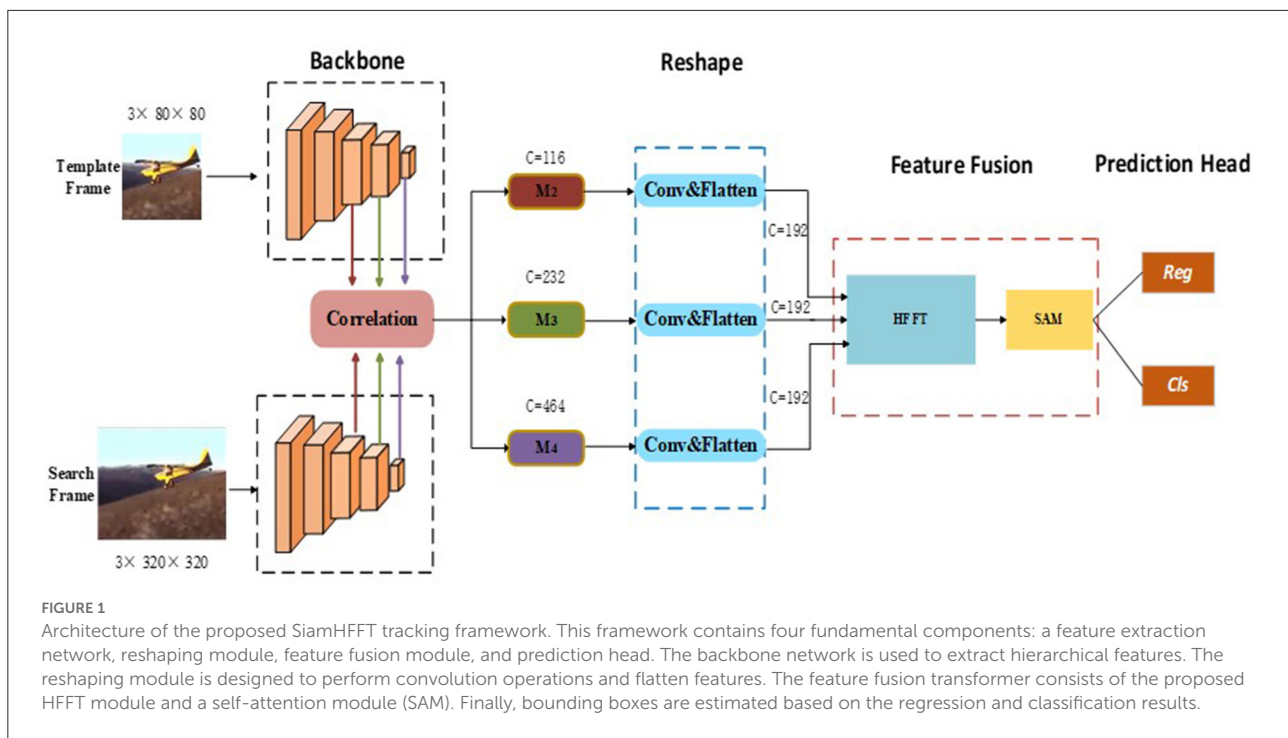 Backbone
Reshape
3× 80× 80
Template
Frame
C=116
M2
Conv&Flatten
Feature Fusion
Prediction Head
C=192
C=232
Correlation
M3
Conv&Flatten
C=192
HFFT
SAM
Reg
Cls
C=464
C=192
M4
Conv&Flatten
Search
Frame
3× 320× 320
FIGURE 1
Architecture of the proposed SiamHFFT tracking framework. This framework contains four fundamental components: a feature extraction
network, reshaping module, feature fusion module, and prediction head. The backbone network is used to extract hierarchical features. The
reshaping module is designed to perform convolution operations and flatten features. The feature fusion transformer consists of the proposed
HFFT module and a self-attention module (SAM). Finally, bounding boxes are estimated based on the regression and classification results.